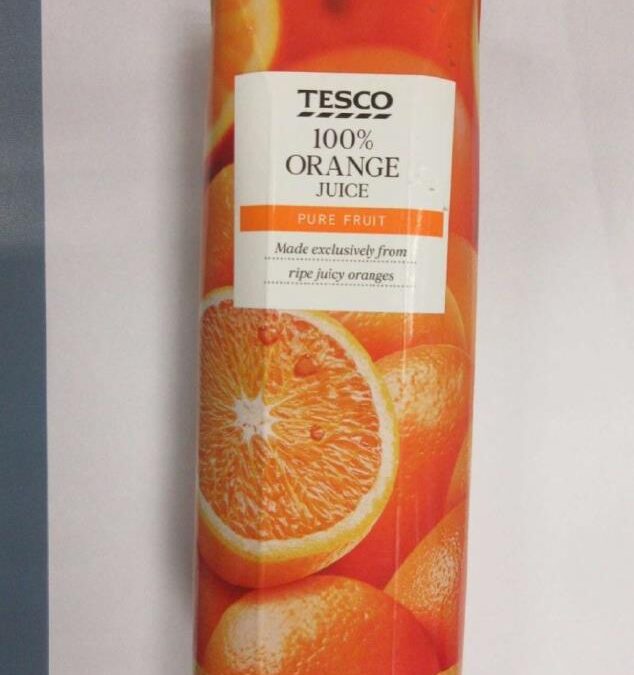 TESCO
100%
ORANGE
JUICE
PURE FRUIT
Made exclusively from
ripe juicy oranges